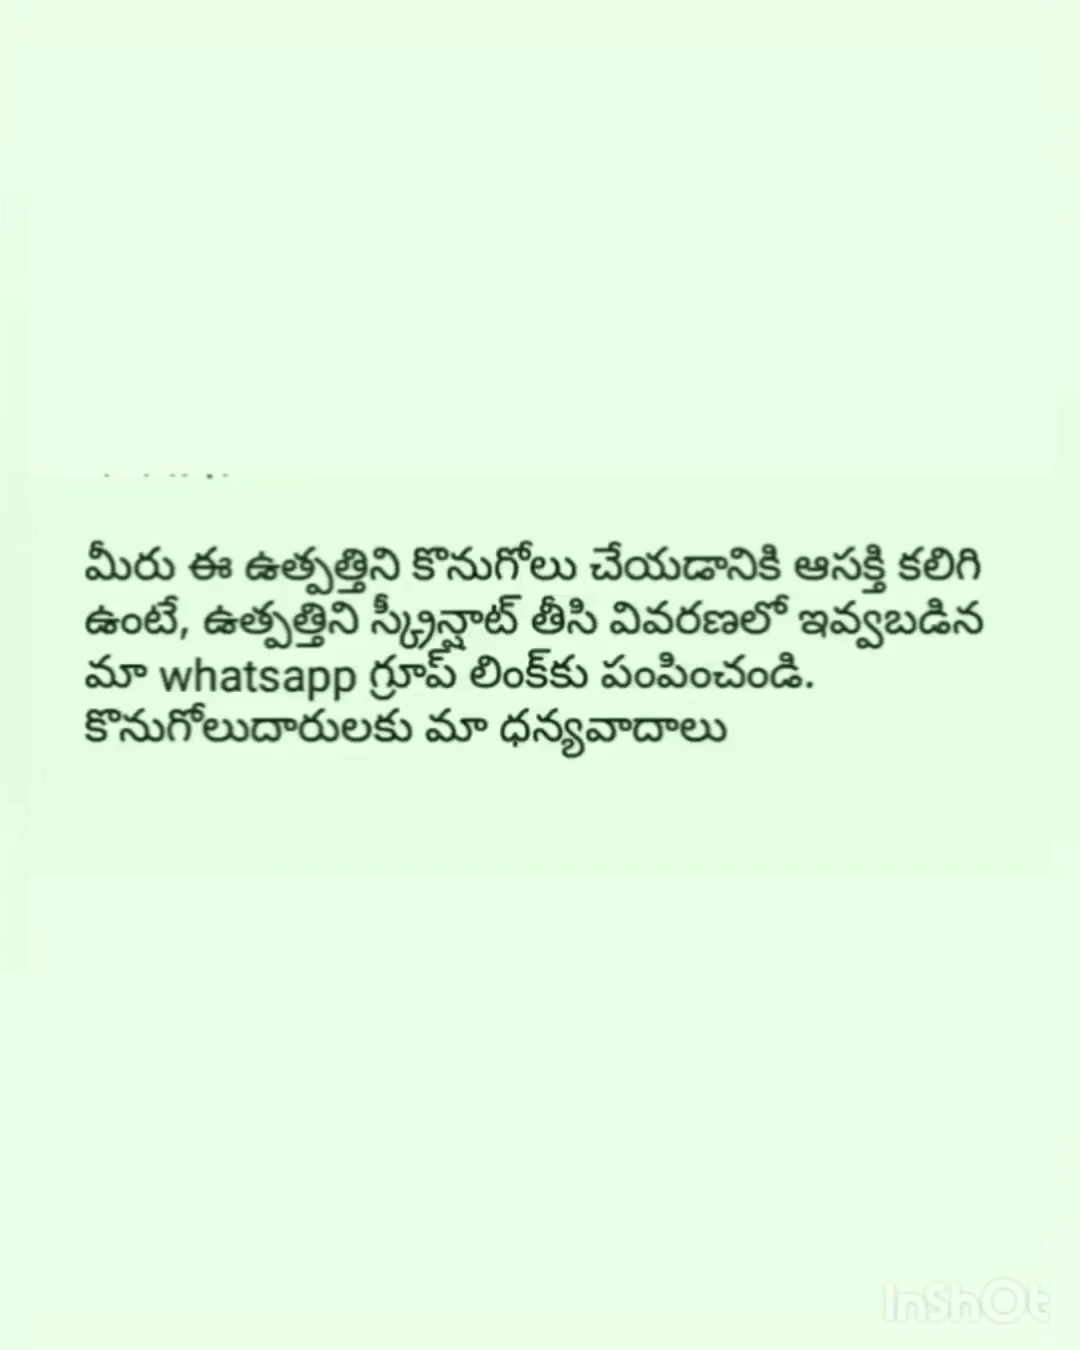 మీరు ఈ ఉత్పత్తిని కొనుగోలు చేయడానికి ఆసక్తి కలిగి
ఉంటే, ఉత్పత్తిని స్క్రీన్షాట్ తీసి వివరణలో ఇవ్వబడిన
మా whatsapp గ్రూప్ లింక్‌కు పంపించండి.
కొనుగోలుదారులకు మా ధన్యవాదాలు
InShOt